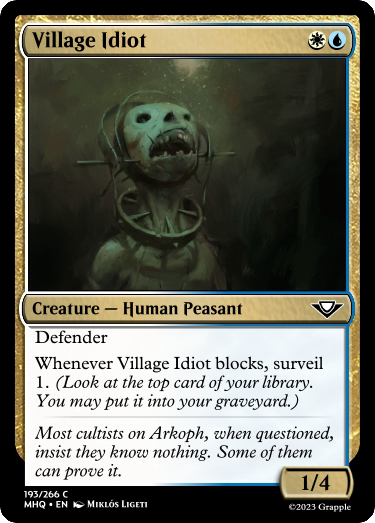 Village Idiot
Creature — Human Peasant
Defender
Whenever Village Idiot blocks, surveil
1. (Look at the top card of your library.
You may put it into your graveyard.)
Most cultists on Arkoph, when questioned,
insist they know nothing. Some of them
can prove it.
1/4
193/266 C
MHQ • EN Miklós Ligeti
©2023 Grapple